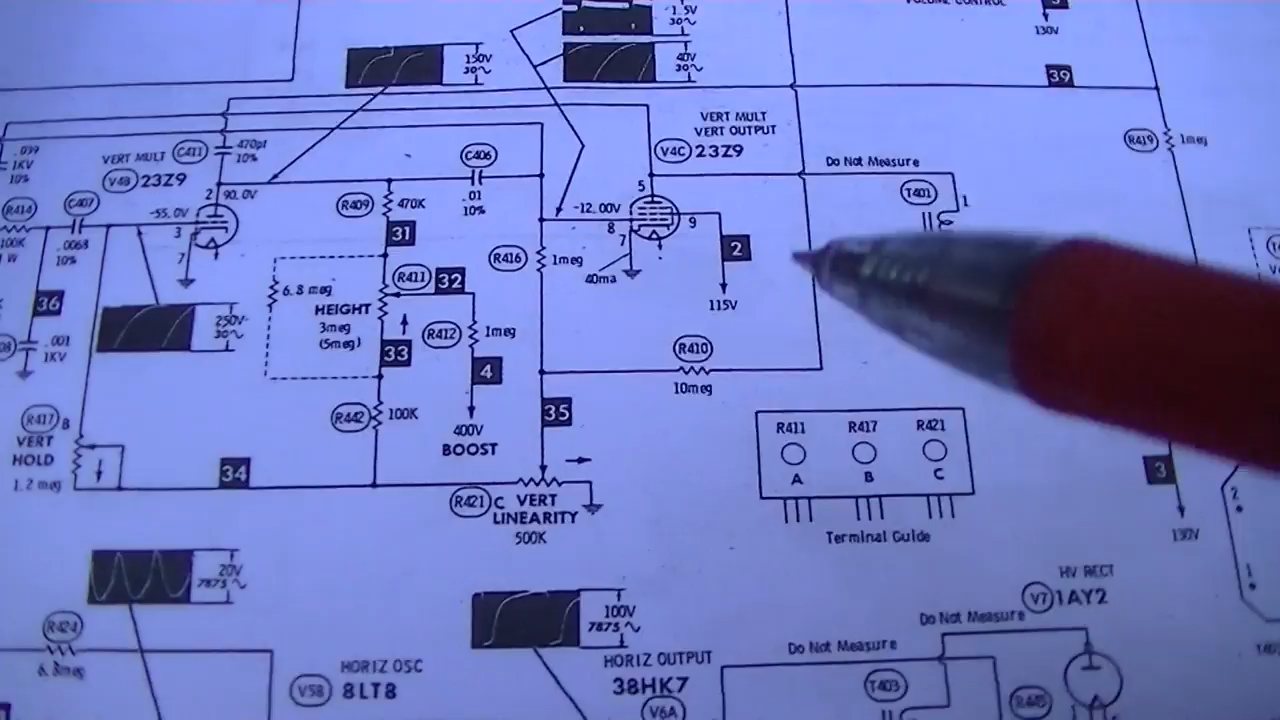 1.5V
30~
VOLUME CONTROL
130V
150V
30~
40V
30~
39
.039
1KV
10%
VERT MULT
V4B 23Z9
C411
470pf
10%
VERT MULT
VERT OUTPUT
V4C 23Z9
R419
1meg
C406
.01
10%
Do Not Measure
T401
1
5
2
90.0V
R409
470K
R414
100K
W
C407
.0068
10%
-55.0V
3
7
-12.00V
8
7
9
40ma
31
R416
1meg
2
115V
36
6.8 meg
R411
32
HEIGHT
3meg
(5meg)
R412
1meg
250V
30~
.001
1KV
33
4
R410
10meg
R417 B
VERT
HOLD
1.2 meg
R442
100K
400V
BOOST
35
R411
R417
R421
A
B
C
Terminal Guide
34
R421 C VERT
LINEARITY
500K
3
130V
2
1
20V
7875~
100V
7875~
HV RECT
V7 1AY2
Do Not Measure
Do Not Measure
R424
6.8meg
HORIZ OSC
V5B 8LT8
HORIZ OUTPUT
38HK7
V6A
T403